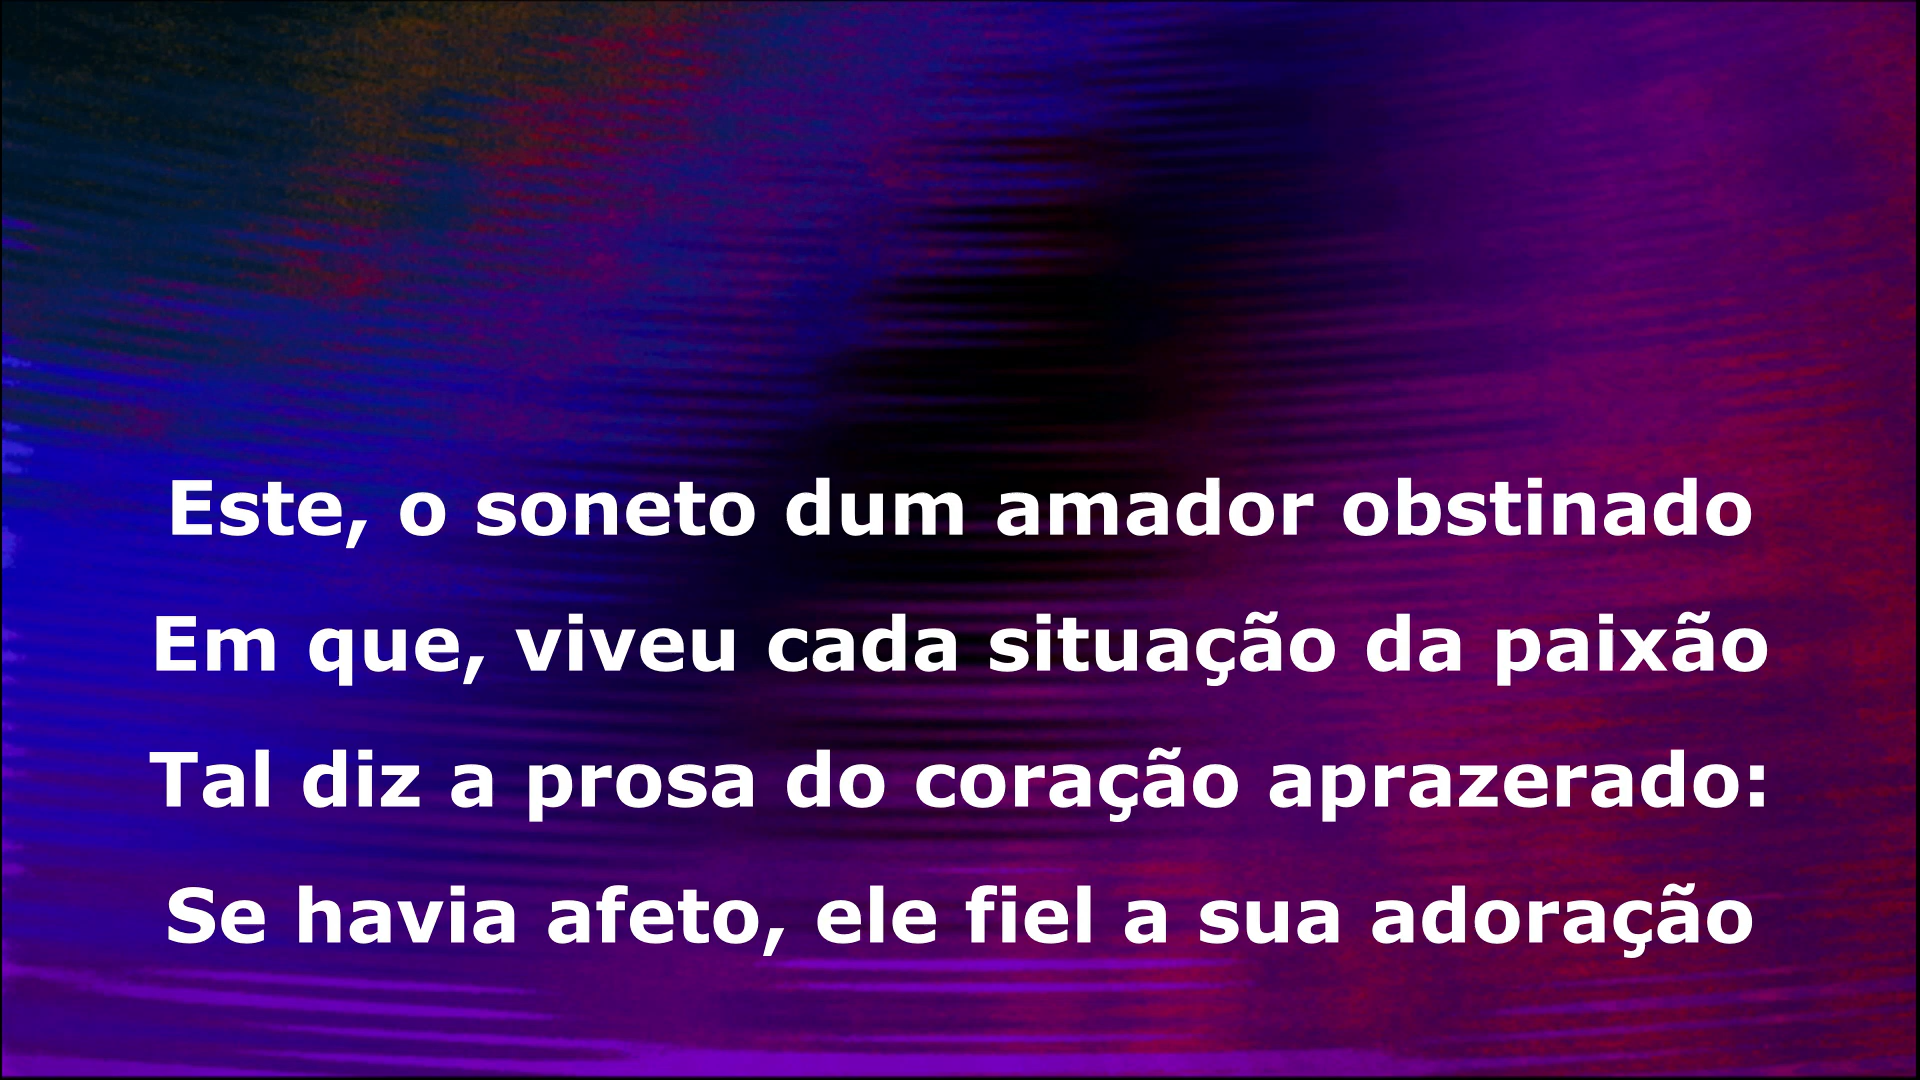 Este, o soneto dum amador obstinado
Em que, viveu cada situação da paixão
Tal diz a prosa do coração aprazerado:
Se havia afeto, ele fiel a sua adoração